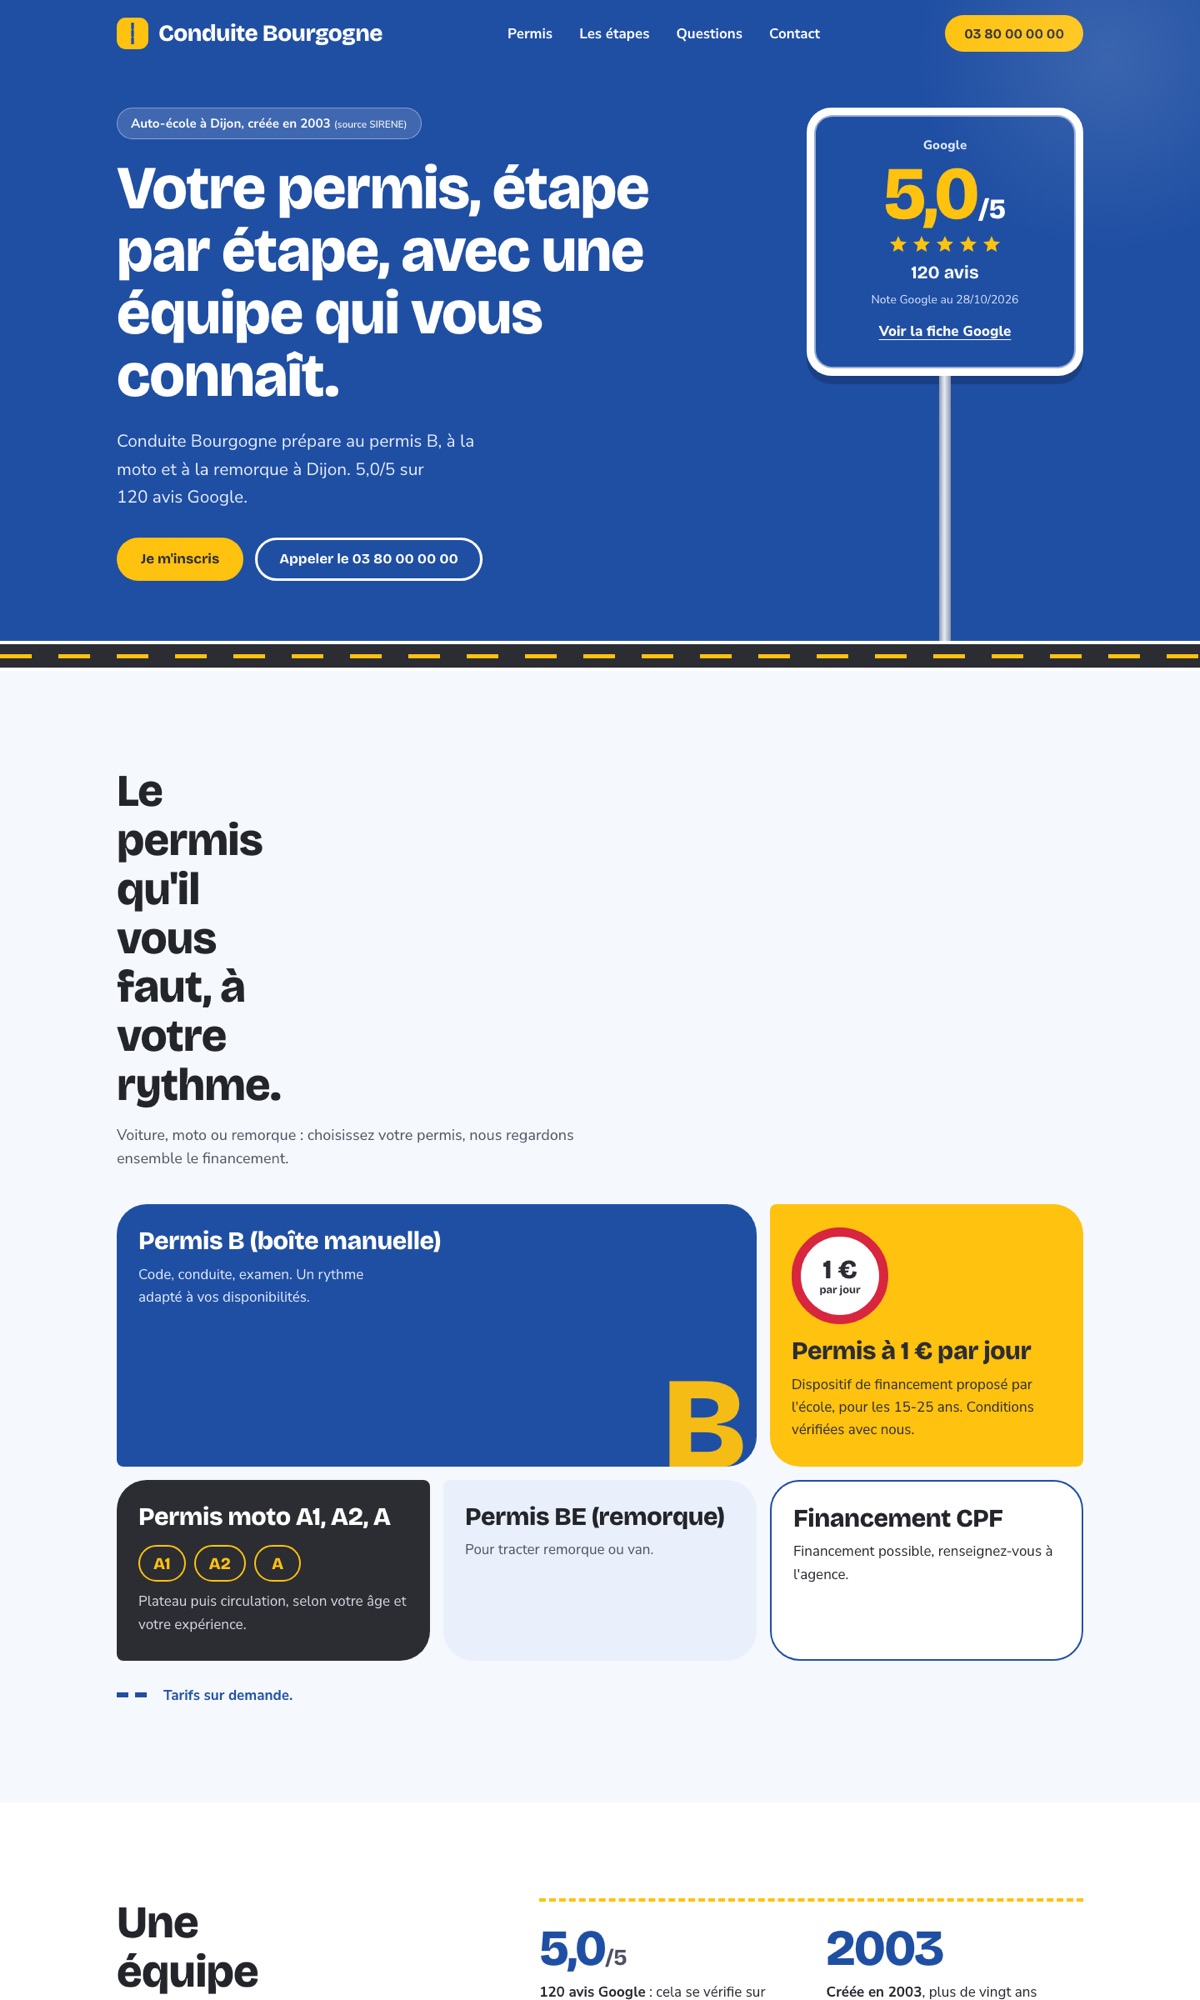 Conduite Bourgogne
Permis
Les étapes
Questions
Contact
03 80 00 00 00
Auto-école à Dijon, créée en 2003 (source SIRENE)
Votre permis, étape
par étape, avec une
équipe qui vous
connaît.
Conduite Bourgogne prépare au permis B, à la
moto et à la remorque à Dijon. 5,0/5 sur
120 avis Google.
Je m'inscris
Appeler le 03 80 00 00 00
Google
5,0/5
120 avis
Note Google au 28/10/2026
Voir la fiche Google
Le
permis
qu'il
vous
faut, à
votre
rythme.
Voiture, moto ou remorque : choisissez votre permis, nous regardons
ensemble le financement.
Permis B (boîte manuelle)
Code, conduite, examen. Un rythme
adapté à vos disponibilités.
B
1 €
par jour
Permis à 1 € par jour
Dispositif de financement proposé par
l'école, pour les 15-25 ans. Conditions
vérifiées avec nous.
Permis moto A1, A2, A
A1
A2
A
Plateau puis circulation, selon votre âge et
votre expérience.
Permis BE (remorque)
Pour tracter remorque ou van.
Financement CPF
Financement possible, renseignez-vous à
l'agence.
Tarifs sur demande.
Une
équipe
5,0/5
120 avis Google : cela se vérifie sur
2003
Créée en 2003, plus de vingt ans